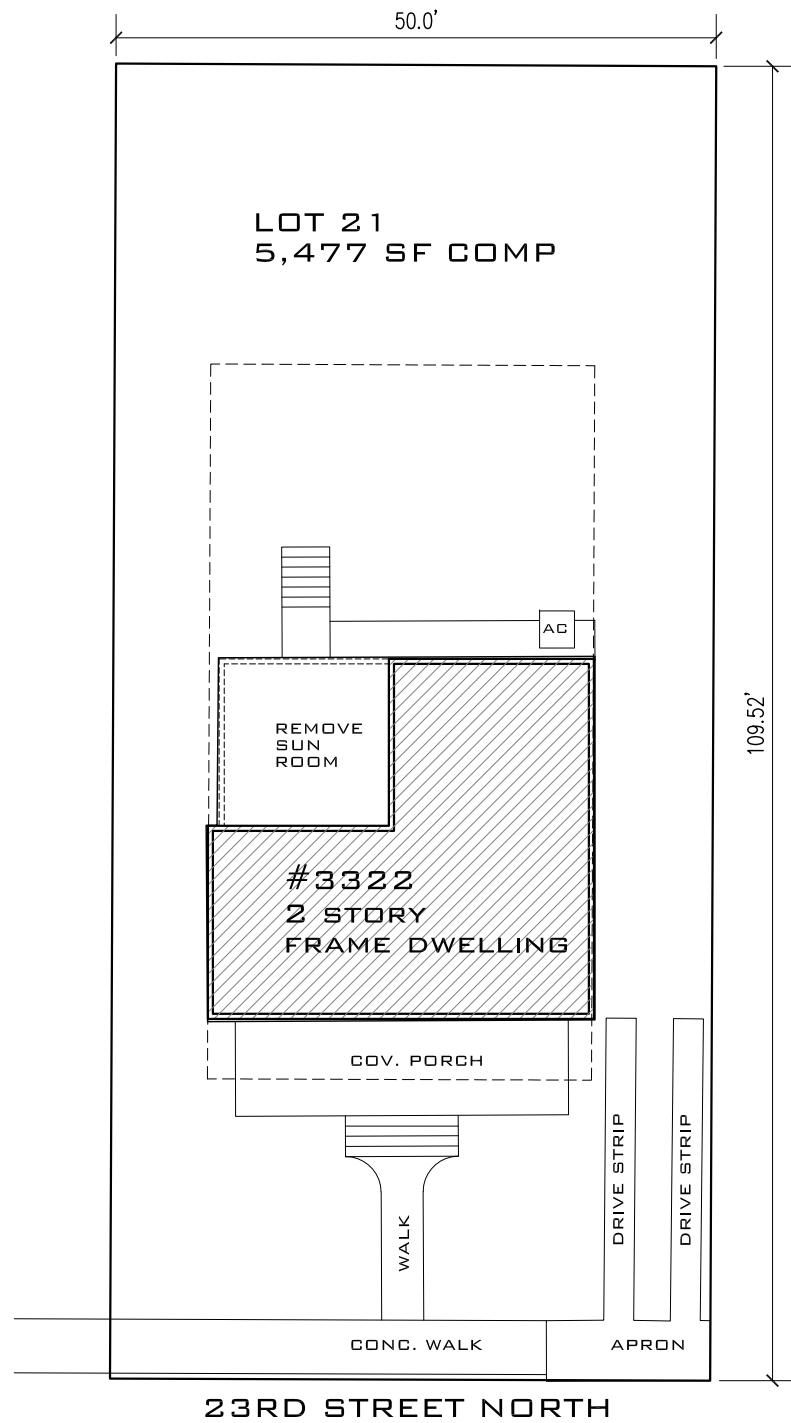 50.0'
LOT 21
5,477 SF COMP
AC
109.52'
REMOVE
SUN
ROOM
#3322
2 STORY
FRAME DWELLING
COV. PORCH
DRIVE STRIP
DRIVE STRIP
WALK
CONC. WALK
APRON
23RD STREET NORTH